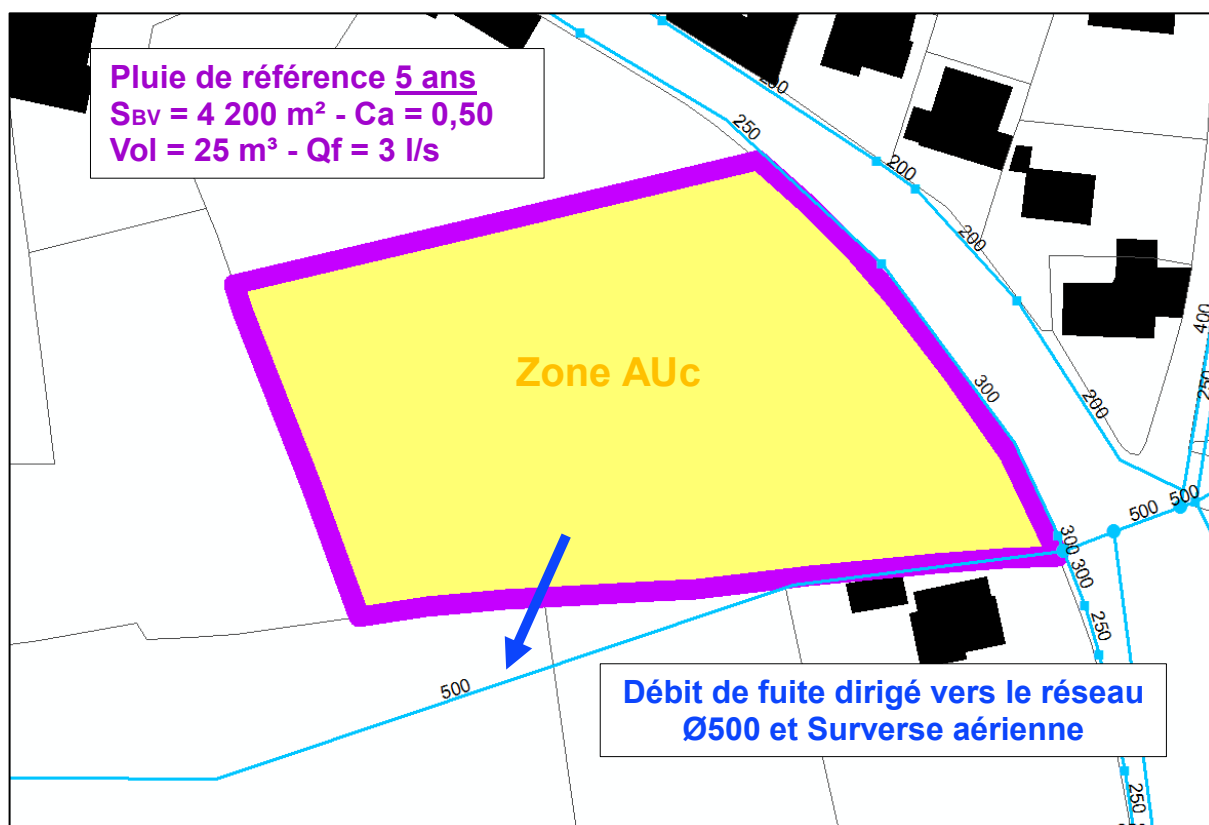 Pluie de référence 5 ans
SBV = 4 200 m² - Ca = 0,50
Vol = 25 m³ - Qf = 3 l/s
250
200
250
200
200
400
250
Zone AUc
300
200
500
500
300
300
250
500
Débit de fuite dirigé vers le réseau
Ø500 et Surverse aérienne
250
250